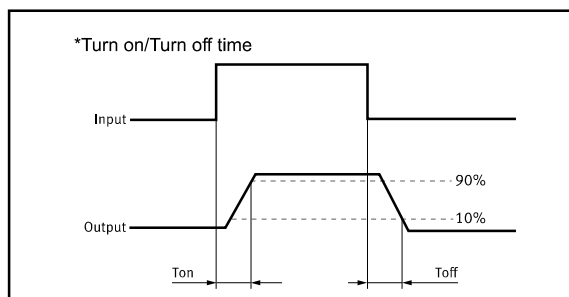 *Turn on/Turn off time
Input
90%
10%
Output
Ton
Toff